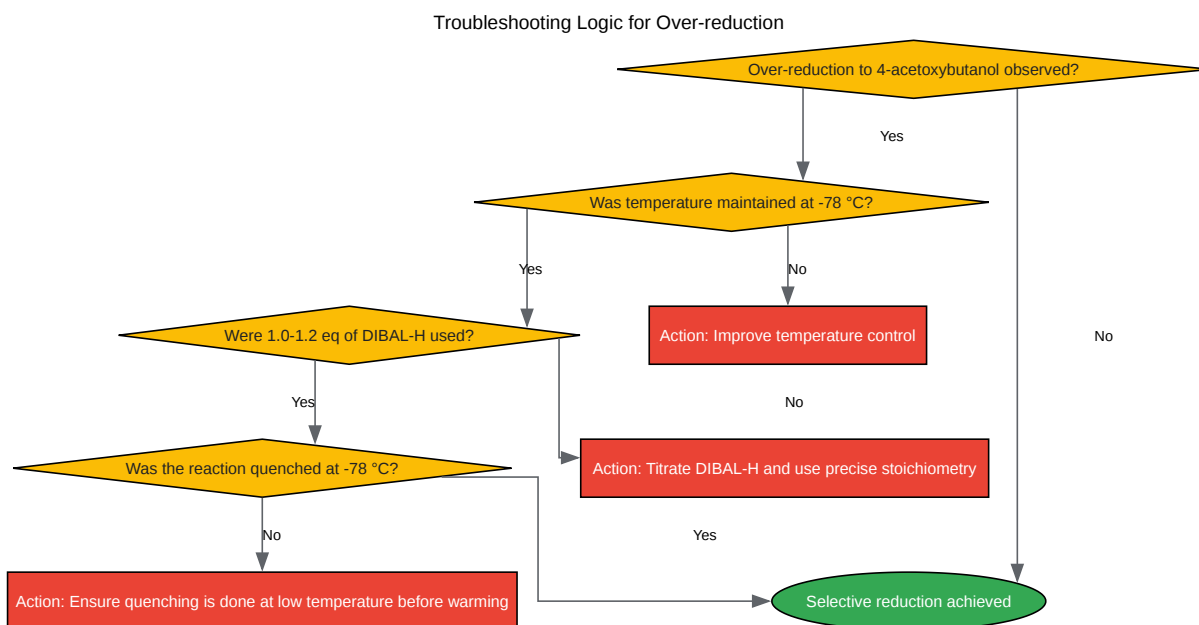 Troubleshooting Logic for Over-reduction
Over-reduction to 4-acetoxybutanol observed?
Yes
Was temperature maintained at -78 °C?
Yes
No
Were 1.0-1.2 eq of DIBAL-H used?
Action: Improve temperature control
No
Yes
No
Was the reaction quenched at -78 °C?
Action: Titrate DIBAL-H and use precise stoichiometry
No
Yes
Action: Ensure quenching is done at low temperature before warming
Selective reduction achieved